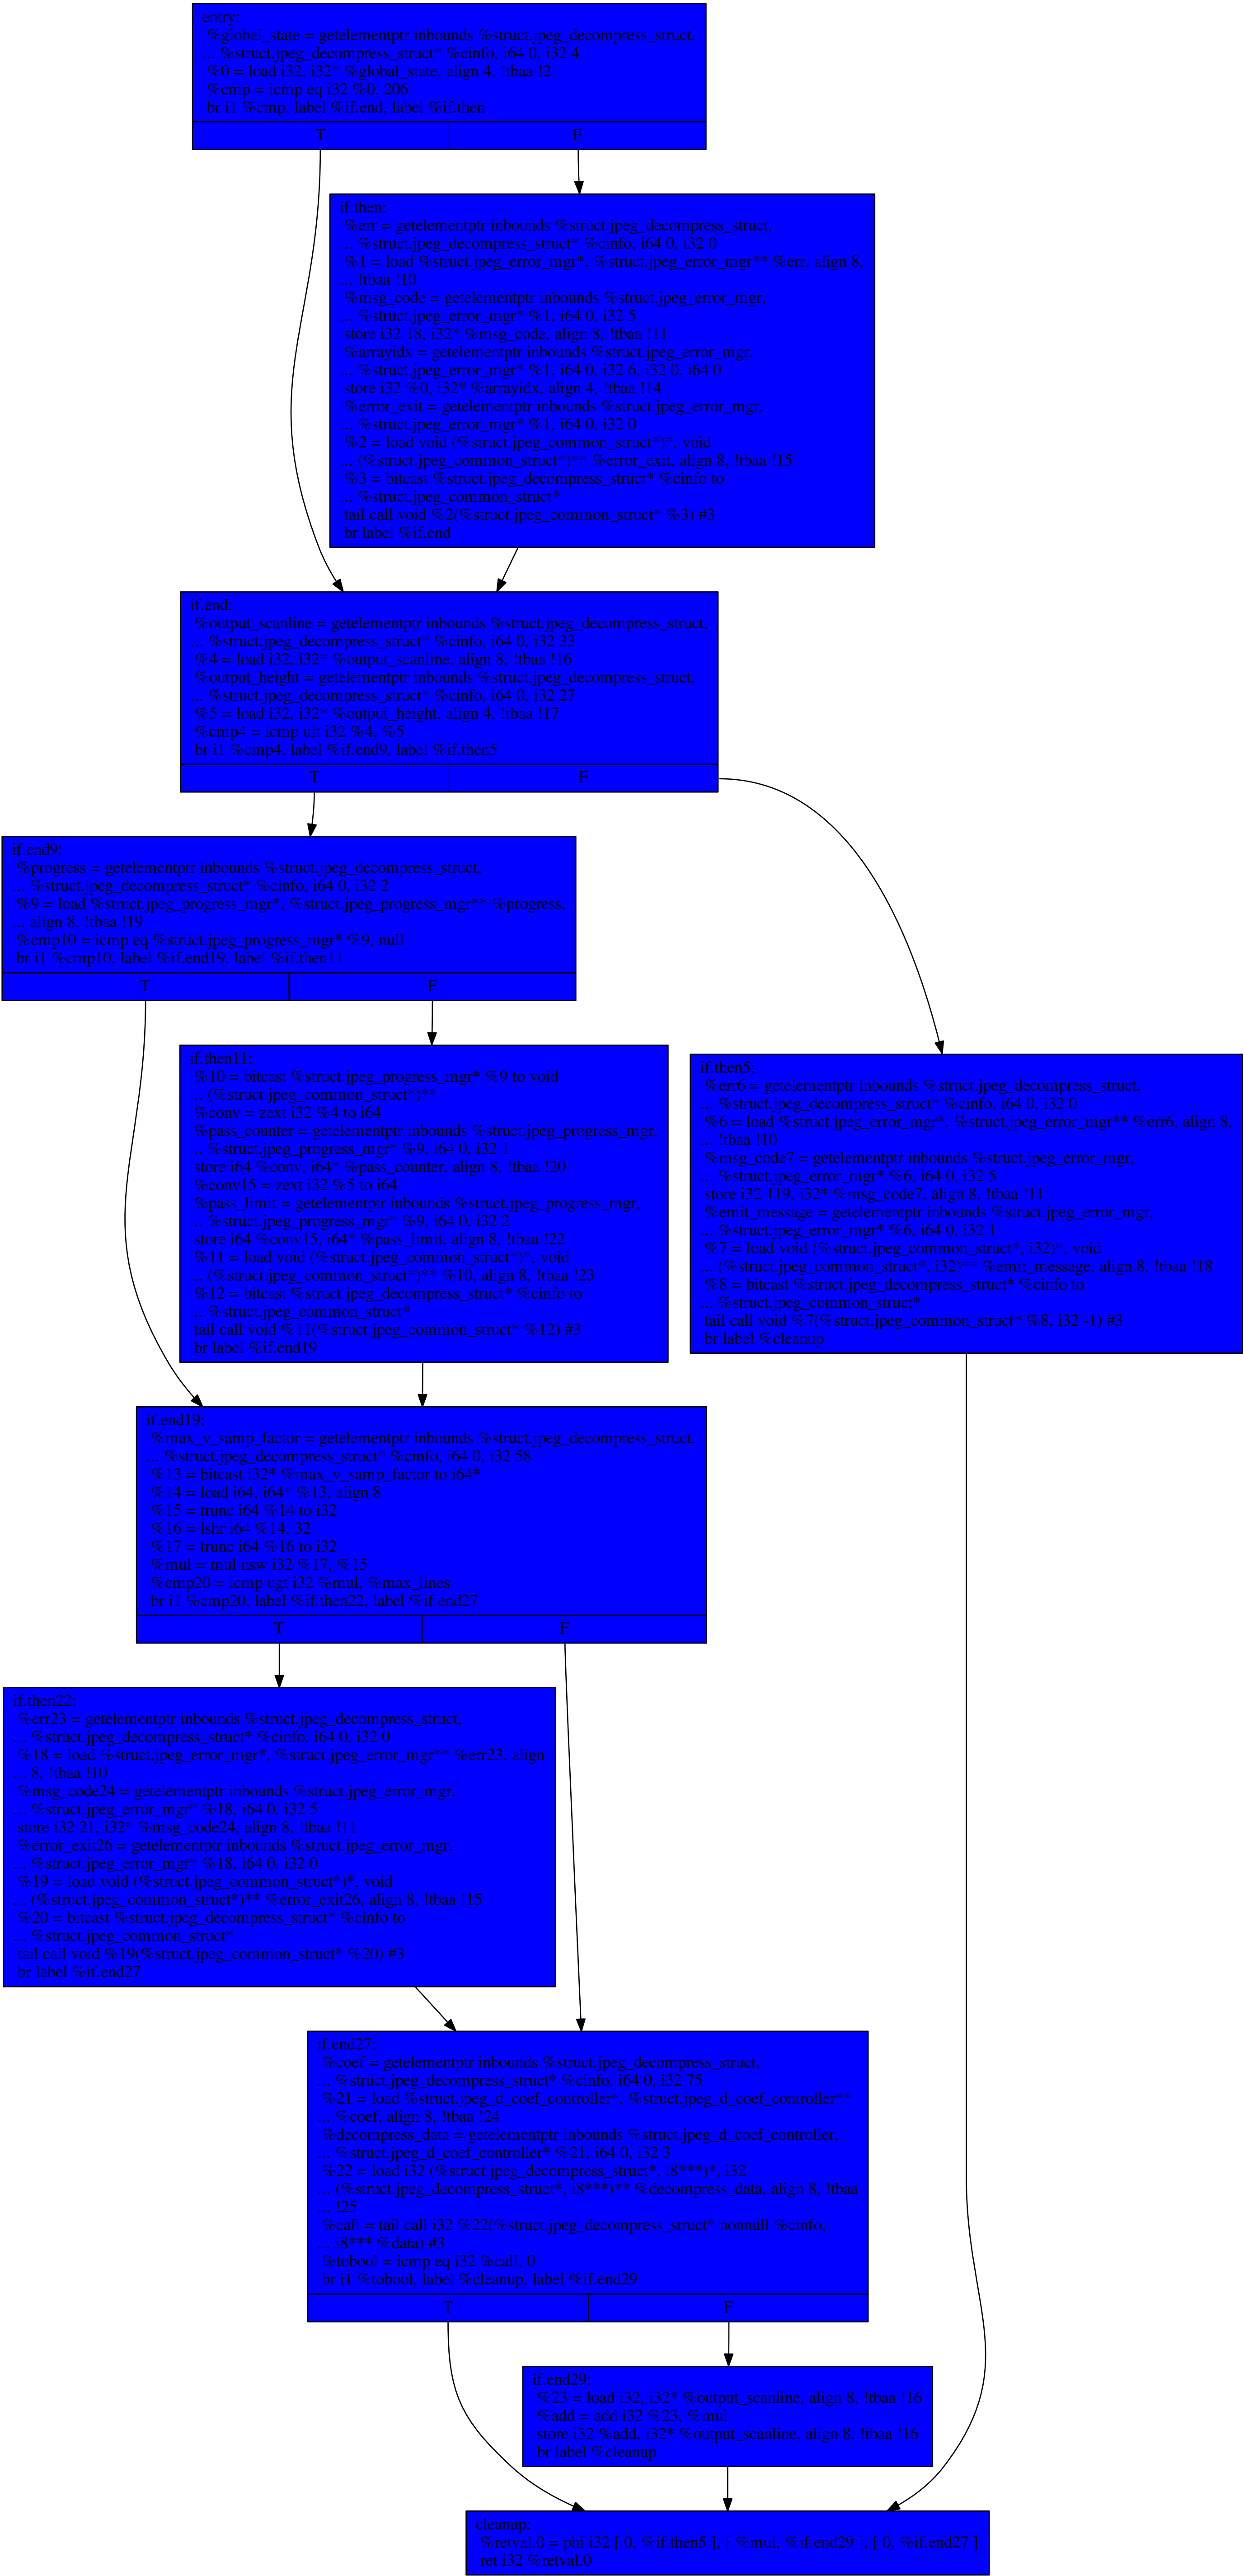 entry:
%global_state = getelementptr inbounds %struct.jpeg_decompress_struct,
... %struct.jpeg_decompress_struct* %cinfo, i64 0, i32 4
%0 = load i32, i32* %global_state, align 4, !tbaa !2
%cmp = icmp eq i32 %0, 206
br i1 %cmp, label %if.end, label %if.then
T F
if.then:
%err = getelementptr inbounds %struct.jpeg_decompress_struct,
... %struct.jpeg_decompress_struct* %cinfo, i64 0, i32 0
%1 = load %struct.jpeg_error_mgr*, %struct.jpeg_error_mgr** %err, align 8,
... !tbaa !10
%msg_code = getelementptr inbounds %struct.jpeg_error_mgr,
... %struct.jpeg_error_mgr* %1, i64 0, i32 5
store i32 18, i32* %msg_code, align 8, !tbaa !11
%arrayidx = getelementptr inbounds %struct.jpeg_error_mgr,
... %struct.jpeg_error_mgr* %1, i64 0, i32 6, i32 0, i64 0
store i32 %0, i32* %arrayidx, align 4, !tbaa !14
%error_exit = getelementptr inbounds %struct.jpeg_error_mgr,
... %struct.jpeg_error_mgr* %1, i64 0, i32 0
%2 = load void (%struct.jpeg_common_struct*)*, void
... (%struct.jpeg_common_struct*)** %error_exit, align 8, !tbaa !15
%3 = bitcast %struct.jpeg_decompress_struct* %cinfo to
... %struct.jpeg_common_struct*
tail call void %2(%struct.jpeg_common_struct* %3) #3
br label %if.end
if.end:
%output_scanline = getelementptr inbounds %struct.jpeg_decompress_struct,
... %struct.jpeg_decompress_struct* %cinfo, i64 0, i32 33
%4 = load i32, i32* %output_scanline, align 8, !tbaa !16
%output_height = getelementptr inbounds %struct.jpeg_decompress_struct,
... %struct.jpeg_decompress_struct* %cinfo, i64 0, i32 27
%5 = load i32, i32* %output_height, align 4, !tbaa !17
%cmp4 = icmp ult i32 %4, %5
br i1 %cmp4, label %if.end9, label %if.then5
T F
if.end9:
%progress = getelementptr inbounds %struct.jpeg_decompress_struct,
... %struct.jpeg_decompress_struct* %cinfo, i64 0, i32 2
%9 = load %struct.jpeg_progress_mgr*, %struct.jpeg_progress_mgr** %progress,
... align 8, !tbaa !19
%cmp10 = icmp eq %struct.jpeg_progress_mgr* %9, null
br i1 %cmp10, label %if.end19, label %if.then11
T F
if.then11:
%10 = bitcast %struct.jpeg_progress_mgr* %9 to void
... (%struct.jpeg_common_struct*)**
%conv = zext i32 %4 to i64
%pass_counter = getelementptr inbounds %struct.jpeg_progress_mgr,
... %struct.jpeg_progress_mgr* %9, i64 0, i32 1
store i64 %conv, i64* %pass_counter, align 8, !tbaa !20
%conv15 = zext i32 %5 to i64
%pass_limit = getelementptr inbounds %struct.jpeg_progress_mgr,
... %struct.jpeg_progress_mgr* %9, i64 0, i32 2
store i64 %conv15, i64* %pass_limit, align 8, !tbaa !22
%11 = load void (%struct.jpeg_common_struct*)*, void
... (%struct.jpeg_common_struct*)** %10, align 8, !tbaa !23
%12 = bitcast %struct.jpeg_decompress_struct* %cinfo to
... %struct.jpeg_common_struct*
tail call void %11(%struct.jpeg_common_struct* %12) #3
br label %if.end19
if.then5:
%err6 = getelementptr inbounds %struct.jpeg_decompress_struct,
... %struct.jpeg_decompress_struct* %cinfo, i64 0, i32 0
%6 = load %struct.jpeg_error_mgr*, %struct.jpeg_error_mgr** %err6, align 8,
... !tbaa !10
%msg_code7 = getelementptr inbounds %struct.jpeg_error_mgr,
... %struct.jpeg_error_mgr* %6, i64 0, i32 5
store i32 119, i32* %msg_code7, align 8, !tbaa !11
%emit_message = getelementptr inbounds %struct.jpeg_error_mgr,
... %struct.jpeg_error_mgr* %6, i64 0, i32 1
%7 = load void (%struct.jpeg_common_struct*, i32)*, void
... (%struct.jpeg_common_struct*, i32)** %emit_message, align 8, !tbaa !18
%8 = bitcast %struct.jpeg_decompress_struct* %cinfo to
... %struct.jpeg_common_struct*
tail call void %7(%struct.jpeg_common_struct* %8, i32 -1) #3
br label %cleanup
if.end19:
%max_v_samp_factor = getelementptr inbounds %struct.jpeg_decompress_struct,
... %struct.jpeg_decompress_struct* %cinfo, i64 0, i32 58
%13 = bitcast i32* %max_v_samp_factor to i64*
%14 = load i64, i64* %13, align 8
%15 = trunc i64 %14 to i32
%16 = lshr i64 %14, 32
%17 = trunc i64 %16 to i32
%mul = mul nsw i32 %17, %15
%cmp20 = icmp ugt i32 %mul, %max_lines
br i1 %cmp20, label %if.then22, label %if.end27
T F
if.then22:
%err23 = getelementptr inbounds %struct.jpeg_decompress_struct,
... %struct.jpeg_decompress_struct* %cinfo, i64 0, i32 0
%18 = load %struct.jpeg_error_mgr*, %struct.jpeg_error_mgr** %err23, align
... 8, !tbaa !10
%msg_code24 = getelementptr inbounds %struct.jpeg_error_mgr,
... %struct.jpeg_error_mgr* %18, i64 0, i32 5
store i32 21, i32* %msg_code24, align 8, !tbaa !11
%error_exit26 = getelementptr inbounds %struct.jpeg_error_mgr,
... %struct.jpeg_error_mgr* %18, i64 0, i32 0
%19 = load void (%struct.jpeg_common_struct*)*, void
... (%struct.jpeg_common_struct*)** %error_exit26, align 8, !tbaa !15
%20 = bitcast %struct.jpeg_decompress_struct* %cinfo to
... %struct.jpeg_common_struct*
tail call void %19(%struct.jpeg_common_struct* %20) #3
br label %if.end27
if.end27:
%coef = getelementptr inbounds %struct.jpeg_decompress_struct,
... %struct.jpeg_decompress_struct* %cinfo, i64 0, i32 75
%21 = load %struct.jpeg_d_coef_controller*, %struct.jpeg_d_coef_controller**
... %coef, align 8, !tbaa !24
%decompress_data = getelementptr inbounds %struct.jpeg_d_coef_controller,
... %struct.jpeg_d_coef_controller* %21, i64 0, i32 3
%22 = load i32 (%struct.jpeg_decompress_struct*, i8***)*, i32
... (%struct.jpeg_decompress_struct*, i8***)** %decompress_data, align 8, !tbaa
... !25
%call = tail call i32 %22(%struct.jpeg_decompress_struct* nonnull %cinfo,
... i8*** %data) #3
%tobool = icmp eq i32 %call, 0
br i1 %tobool, label %cleanup, label %if.end29
T F
if.end29:
%23 = load i32, i32* %output_scanline, align 8, !tbaa !16
%add = add i32 %23, %mul
store i32 %add, i32* %output_scanline, align 8, !tbaa !16
br label %cleanup
cleanup:
%retval.0 = phi i32 [ 0, %if.then5 ], [ %mul, %if.end29 ], [ 0, %if.end27 ]
ret i32 %retval.0